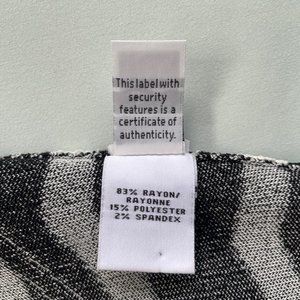 This label with
security
features is a
certificate of
authenticity.
83% RAYON/
RAYONNE
15% POLYESTER
2% SPANDEX